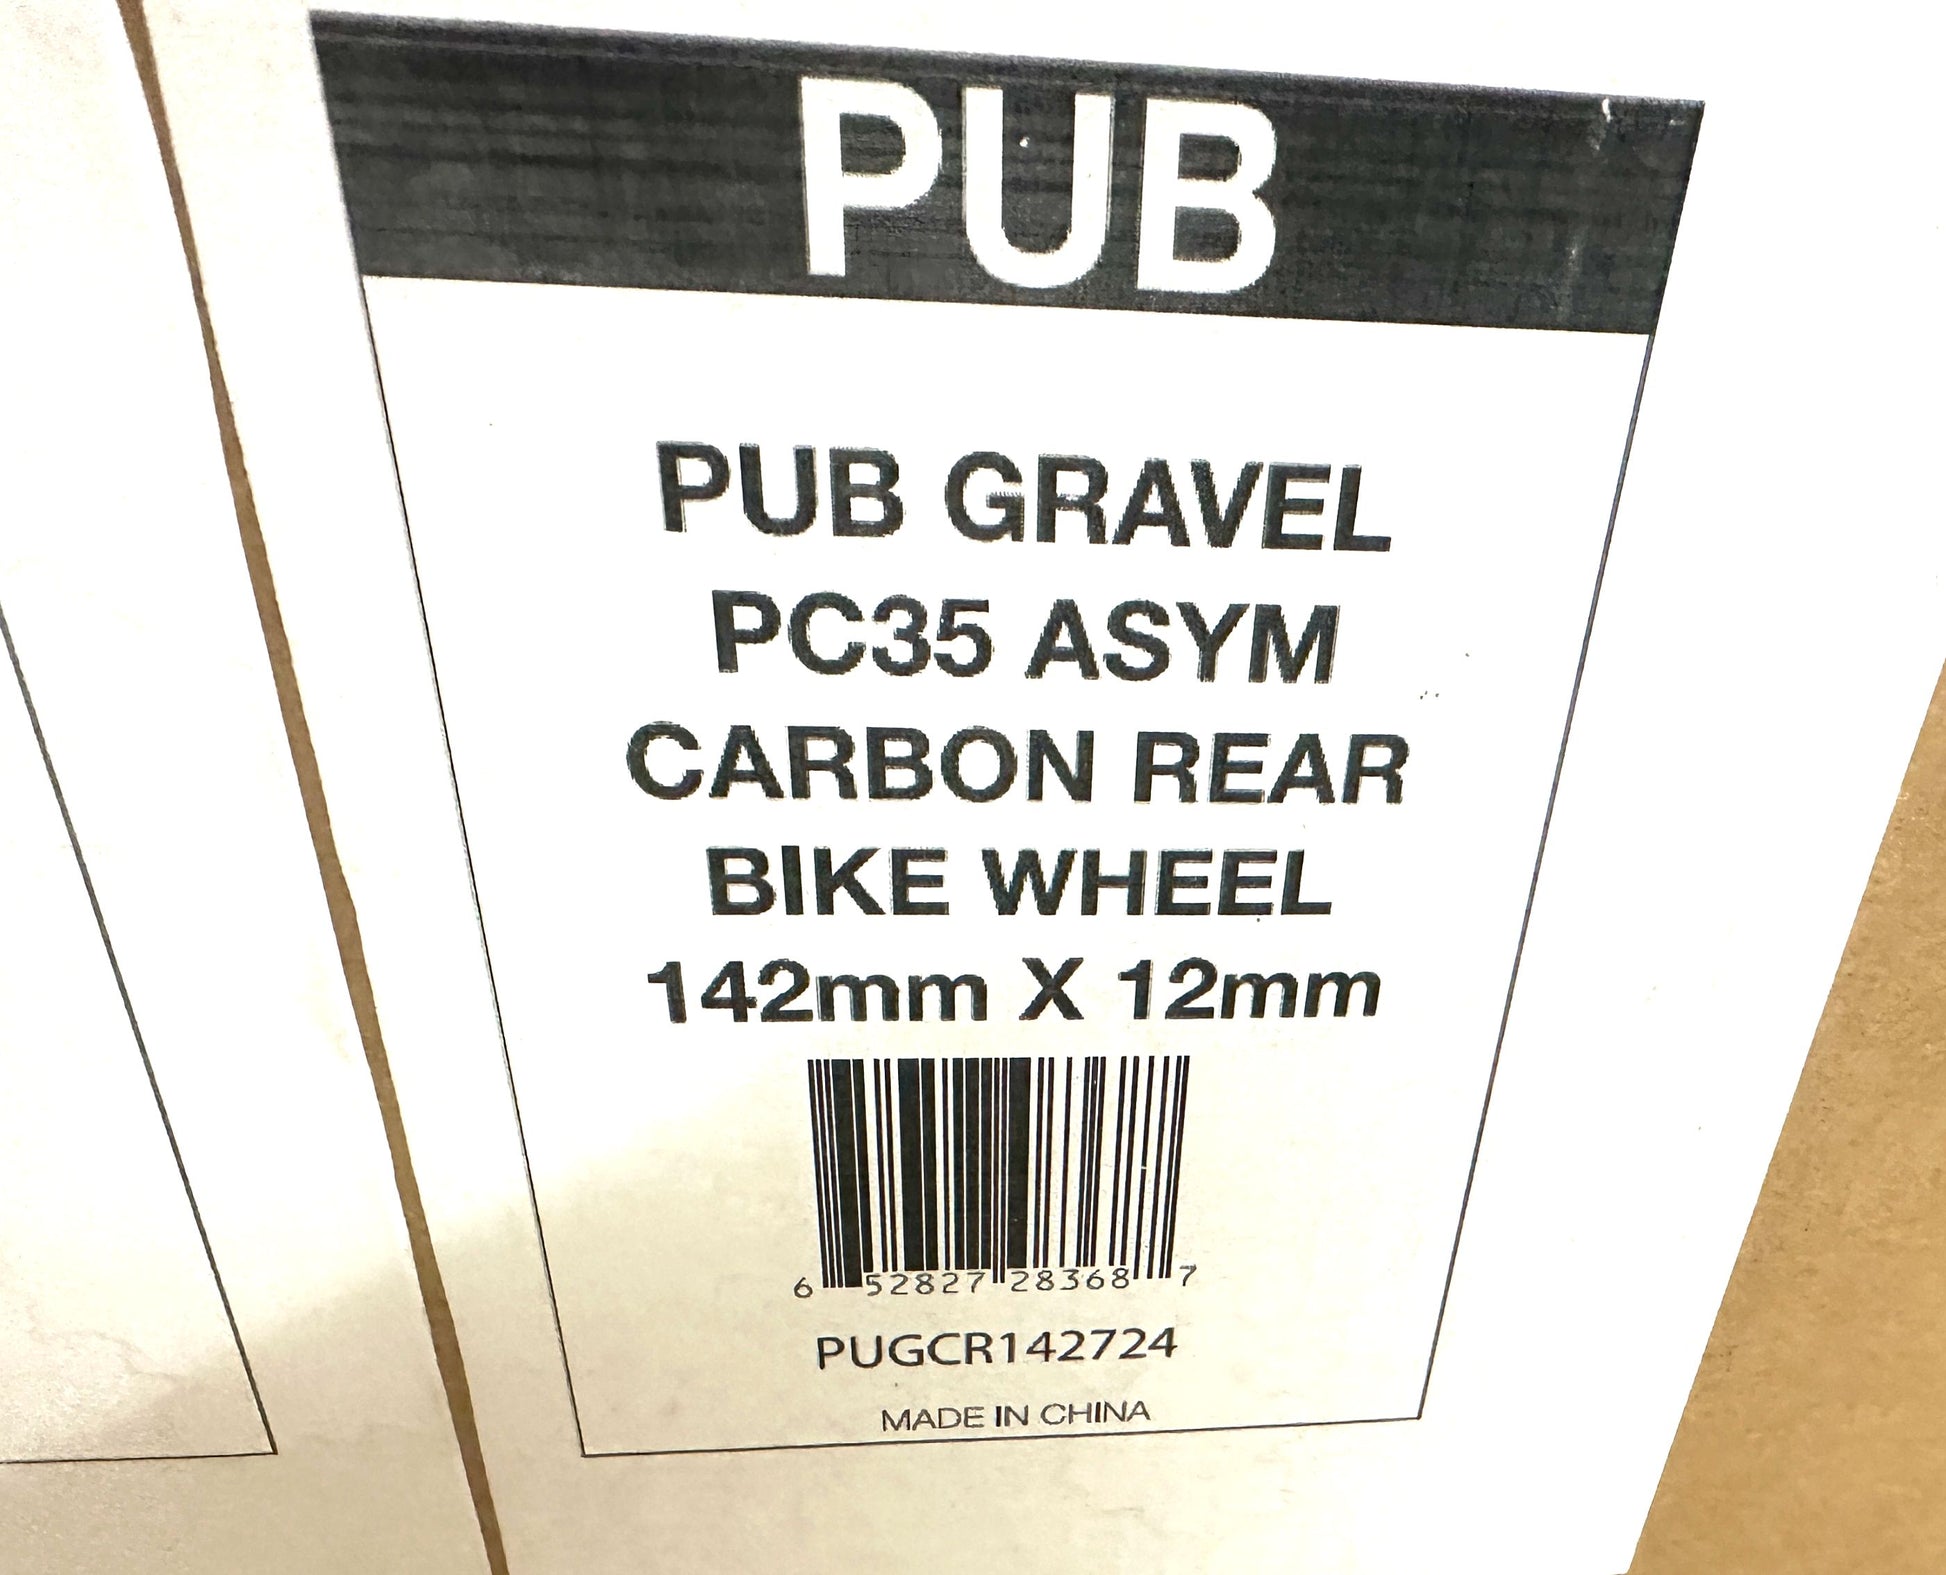 PUB
PUB GRAVEL
PC35 ASYM
CARBON REAR
BIKE WHEEL
142mm X 12mm
6 52827 28368 7
PUGCR142724
MADE IN CHINA